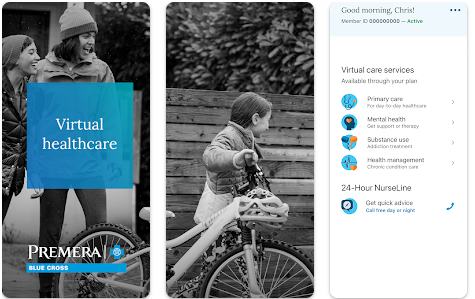 Virtual
healthcare
PREMERA
BLUE CROSS
Good morning, Chris!
Member ID 000000000 — Active
Virtual care services
Available through your plan
Primary care
For day-to-day healthcare
Mental health
Get support or therapy
Substance use
Addiction treatment
Health management
Chronic condition care
24-Hour NurseLine
Get quick advice
Call free day or night